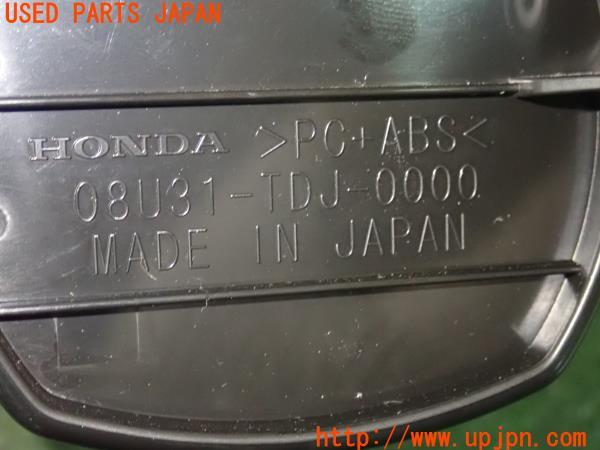 USED PARTS JAPAN
HONDA >PC+ABS<
08U31-TDJ-0000
MADE IN JAPAN
http://www.upjpn.com